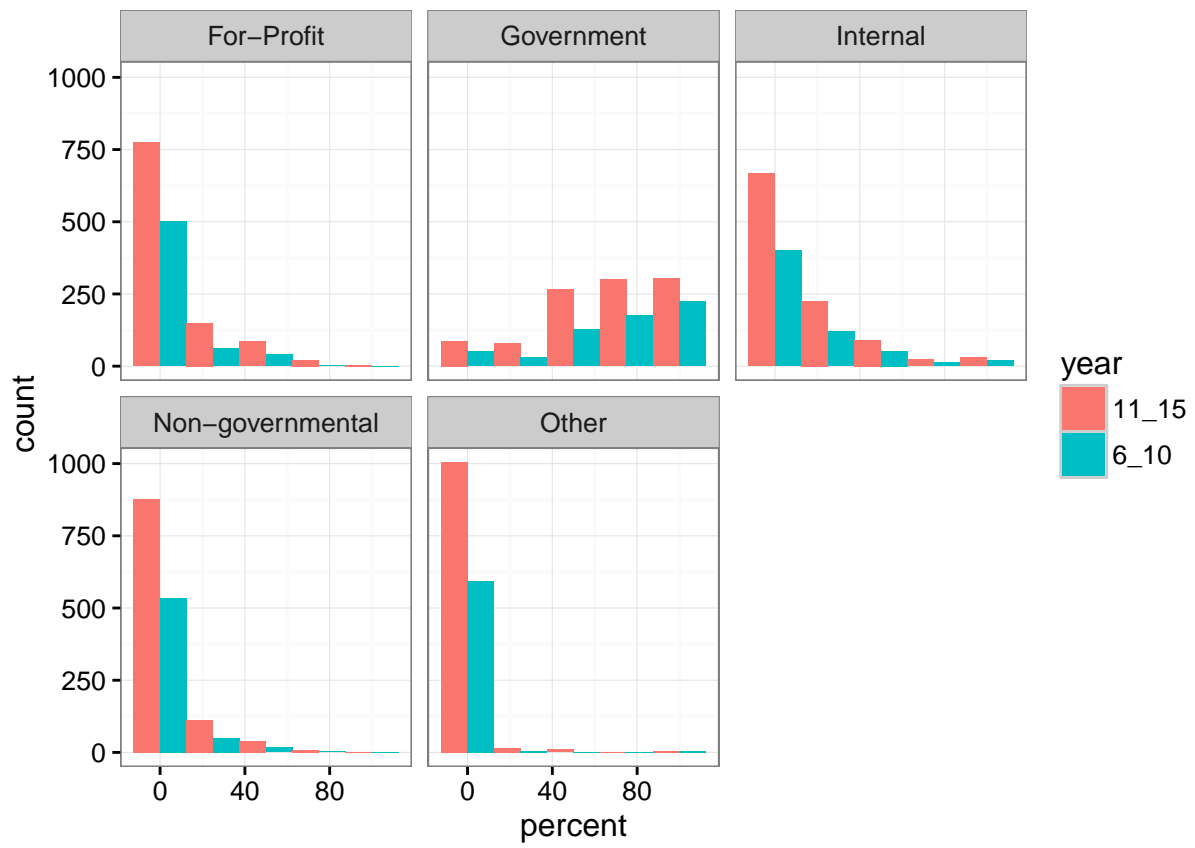 For−Profit Government Internal
1000
750
500
250
0
Non−governmental Other
1000
750
500
250
0
0 40 80 0 40 80
percent
count
year
11_15
6_10